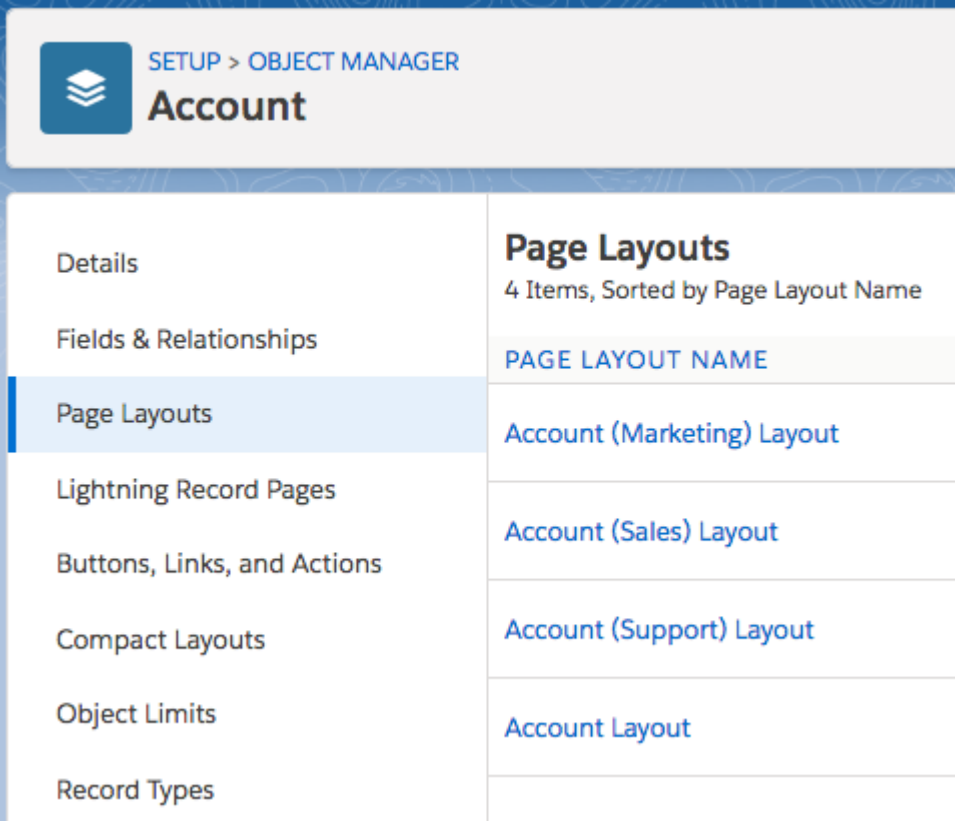 SETUP > OBJECT MANAGER
Account
Details
Fields & Relationships
Page Layouts
Lightning Record Pages
Buttons, Links, and Actions
Compact Layouts
Object Limits
Record Types
Page Layouts
4 Items, Sorted by Page Layout Name
PAGE LAYOUT NAME
Account (Marketing) Layout
Account (Sales) Layout
Account (Support) Layout
Account Layout